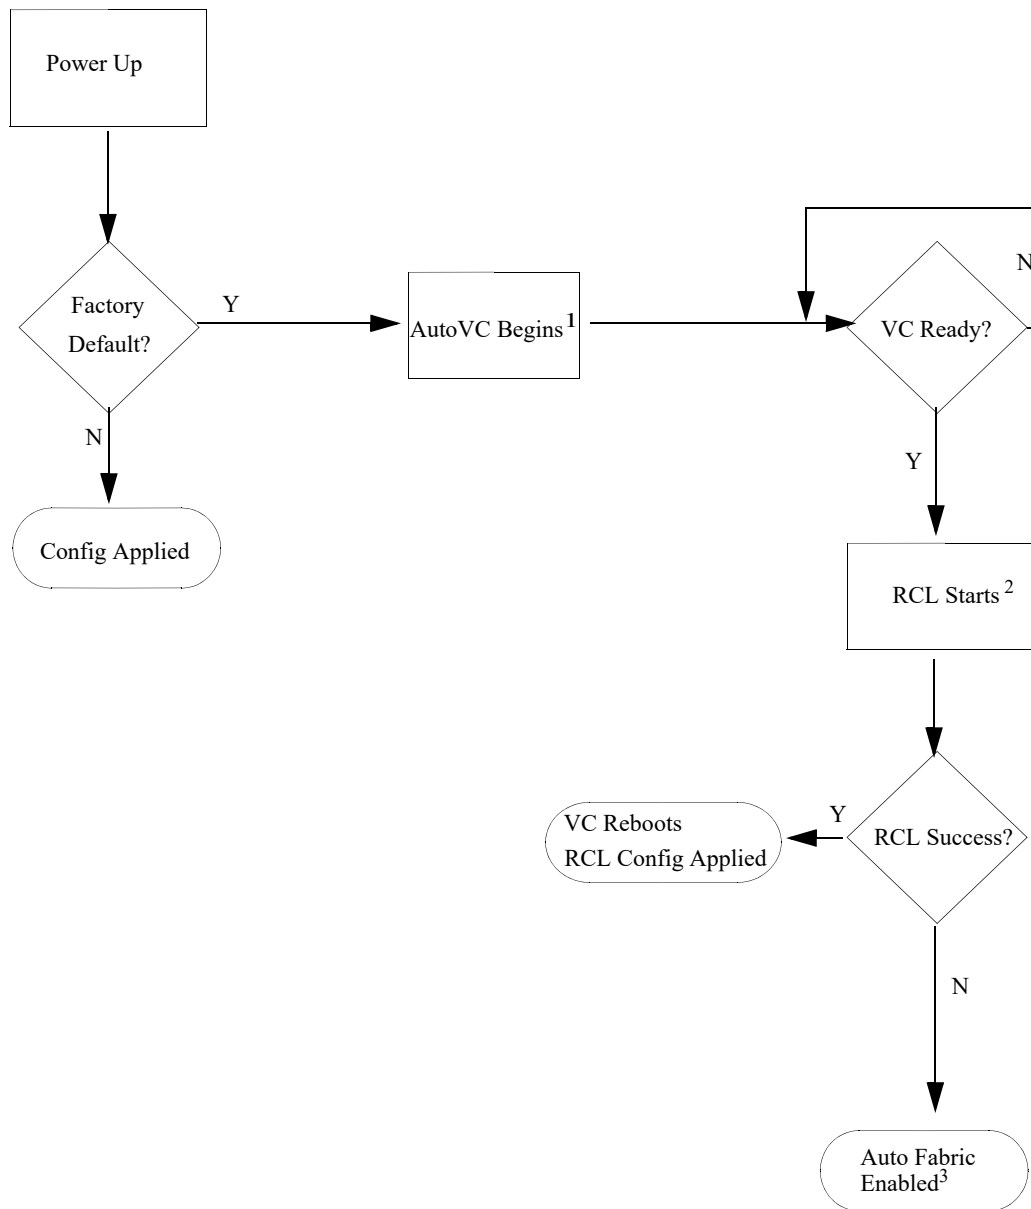 Power Up
N
Factory
Default?
Y
AutoVC Begins1
VC Ready?
N
Y
Config Applied
RCL Starts 2
VC Reboots
RCL Config Applied
Y
RCL Success?
N
Auto Fabric
Enabled3